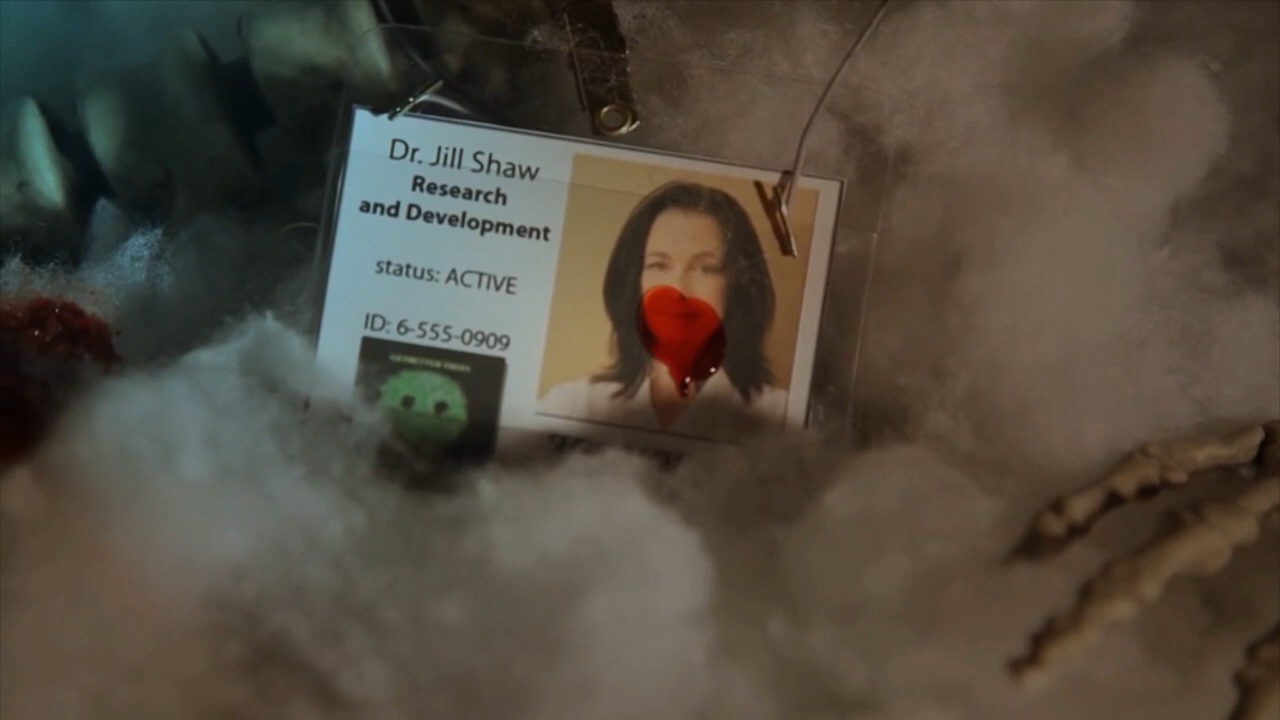 Dr. Jill Shaw
Research
and Development
status: ACTIVE
ID: 6-555-0909